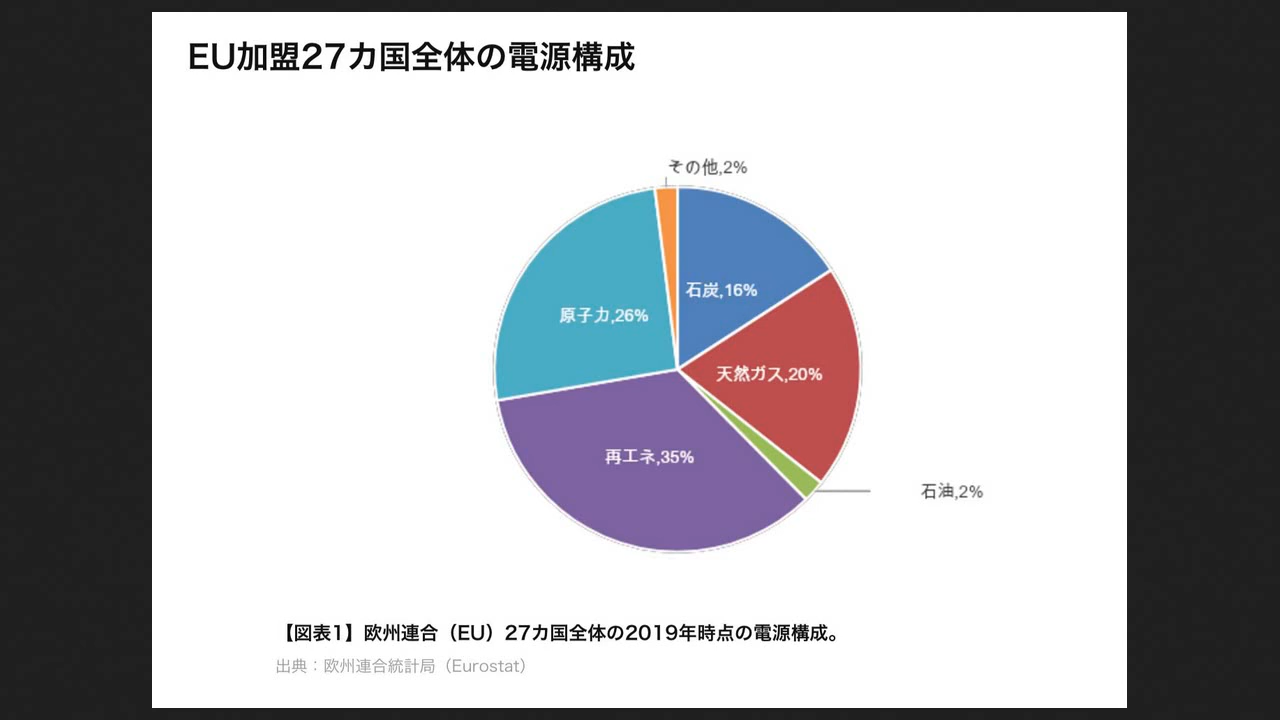 EU加盟27カ国全体の電源構成
その他,2%
石炭,16%
原子力,26%
天然ガス,20%
再エネ,35%
石油,2%
【図表1】欧州連合（EU）27カ国全体の2019年時点の電源構成。
出典：欧州連合統計局（Eurostat）